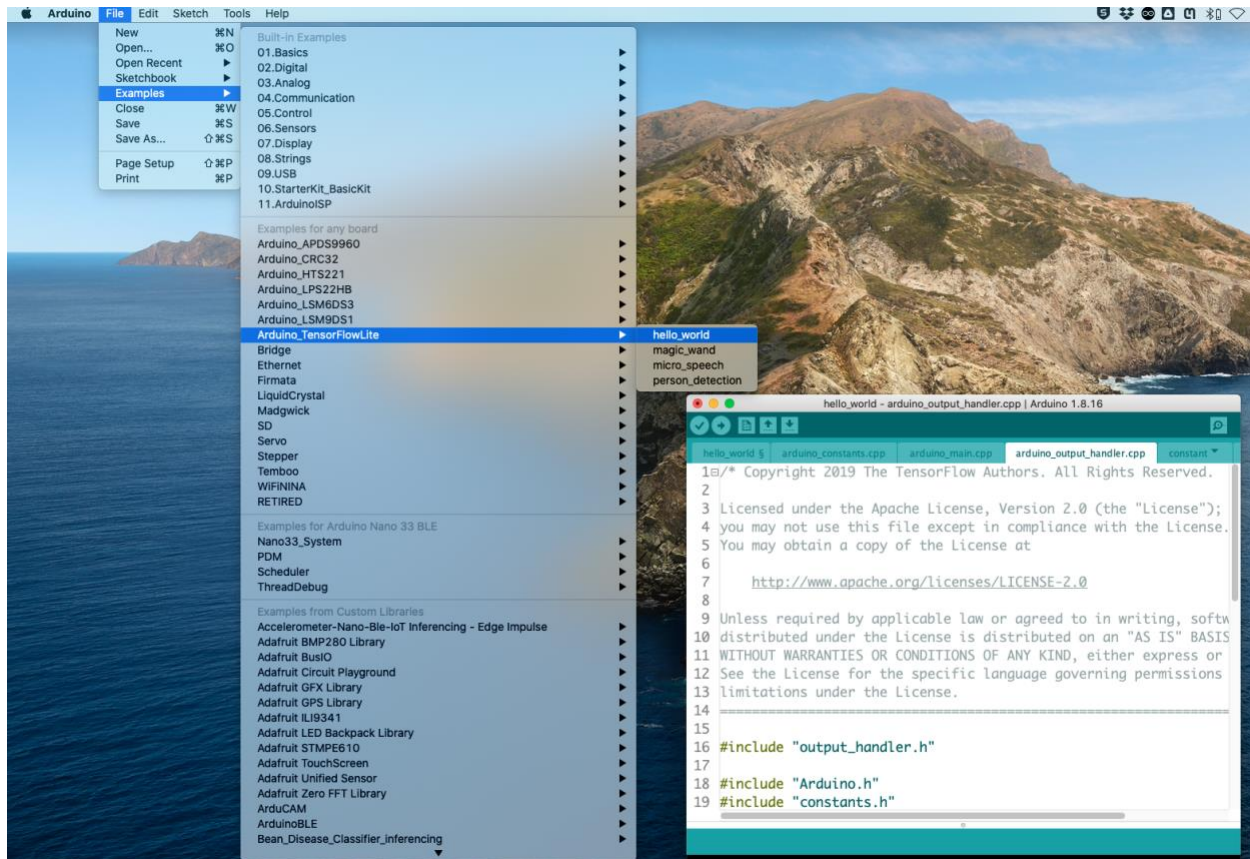 Arduino File Edit Sketch Tools Help
New ⌘N
Open... ⌘O
Open Recent
Sketchbook
Examples
Close ⌘W
Save ⌘S
Save As... ⇧⌘S
Page Setup ⇧⌘P
Print ⌘P
Built-in Examples
01.Basics
02.Digital
03.Analog
04.Communication
05.Control
06.Sensors
07.Display
08.Strings
09.USB
10.StarterKit_BasicKit
11.ArduinoISP
Examples for any board
Arduino_APDS9960
Arduino_CRC32
Arduino_HTS221
Arduino_LPS22HB
Arduino_LSM6DS3
Arduino_LSM9DS1
Arduino_TensorFlowLite
Bridge
Ethernet
Firmata
LiquidCrystal
Madgwick
SD
Servo
Stepper
Temboo
WiFiNINA
RETIRED
Examples for Arduino Nano 33 BLE
Nano33_System
PDM
Scheduler
ThreadDebug
Examples from Custom Libraries
Accelerometer-Nano-Ble-IoT Inferencing - Edge Impulse
Adafruit BMP280 Library
Adafruit BusIO
Adafruit Circuit Playground
Adafruit GFX Library
Adafruit GPS Library
Adafruit ILI9341
Adafruit LED Backpack Library
Adafruit STMPE610
Adafruit TouchScreen
Adafruit Unified Sensor
Adafruit Zero FFT Library
ArduCAM
ArduinoBLE
Bean_Disease_Classifier_inferencing
hello_world
magic_wand
micro_speech
person_detection
hello_world - arduino_output_handler.cpp | Arduino 1.8.16
hello_world § arduino_constants.cpp arduino_main.cpp arduino_output_handler.cpp constant
1 /* Copyright 2019 The TensorFlow Authors. All Rights Reserved.
2
3 Licensed under the Apache License, Version 2.0 (the "License");
4 you may not use this file except in compliance with the License.
5 You may obtain a copy of the License at
6
7 http://www.apache.org/licenses/LICENSE-2.0
8
9 Unless required by applicable law or agreed to in writing, softw
10 distributed under the License is distributed on an "AS IS" BASIS
11 WITHOUT WARRANTIES OR CONDITIONS OF ANY KIND, either express or
12 See the License for the specific language governing permissions
13 limitations under the License.
14 ================================================================
15
16 #include "output_handler.h"
17
18 #include "Arduino.h"
19 #include "constants.h"